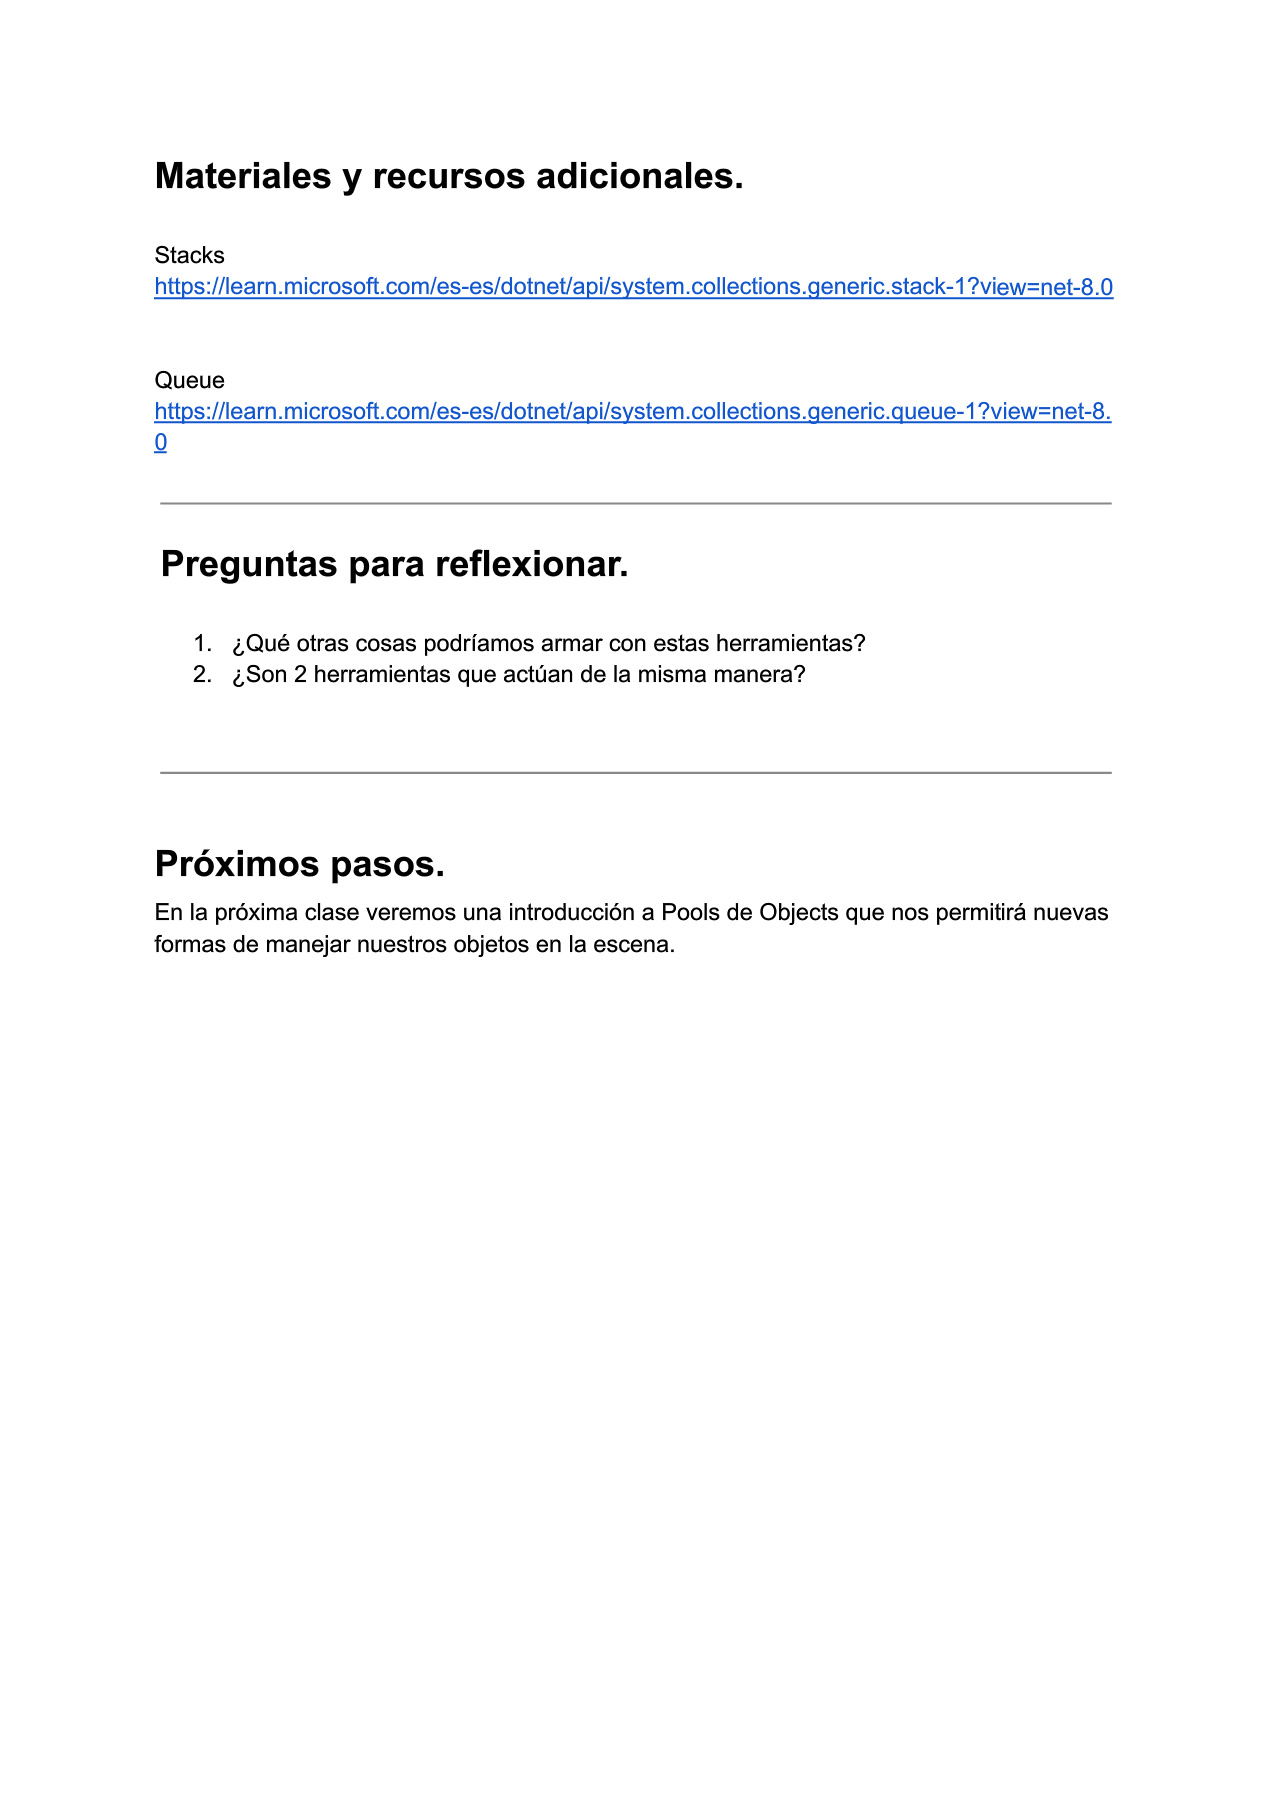 Materiales y recursos adicionales.
Stacks
https://learn.microsoft.com/es-es/dotnet/api/system.collections.generic.stack-1?view=net-8.0
Queue
https://learn.microsoft.com/es-es/dotnet/api/system.collections.generic.queue-1?view=net-8.
0
Preguntas para reflexionar.
1. ¿Qué otras cosas podríamos armar con estas herramientas?
2. ¿Son 2 herramientas que actúan de la misma manera?
Próximos pasos.
En la próxima clase veremos una introducción a Pools de Objects que nos permitirá nuevas
formas de manejar nuestros objetos en la escena.